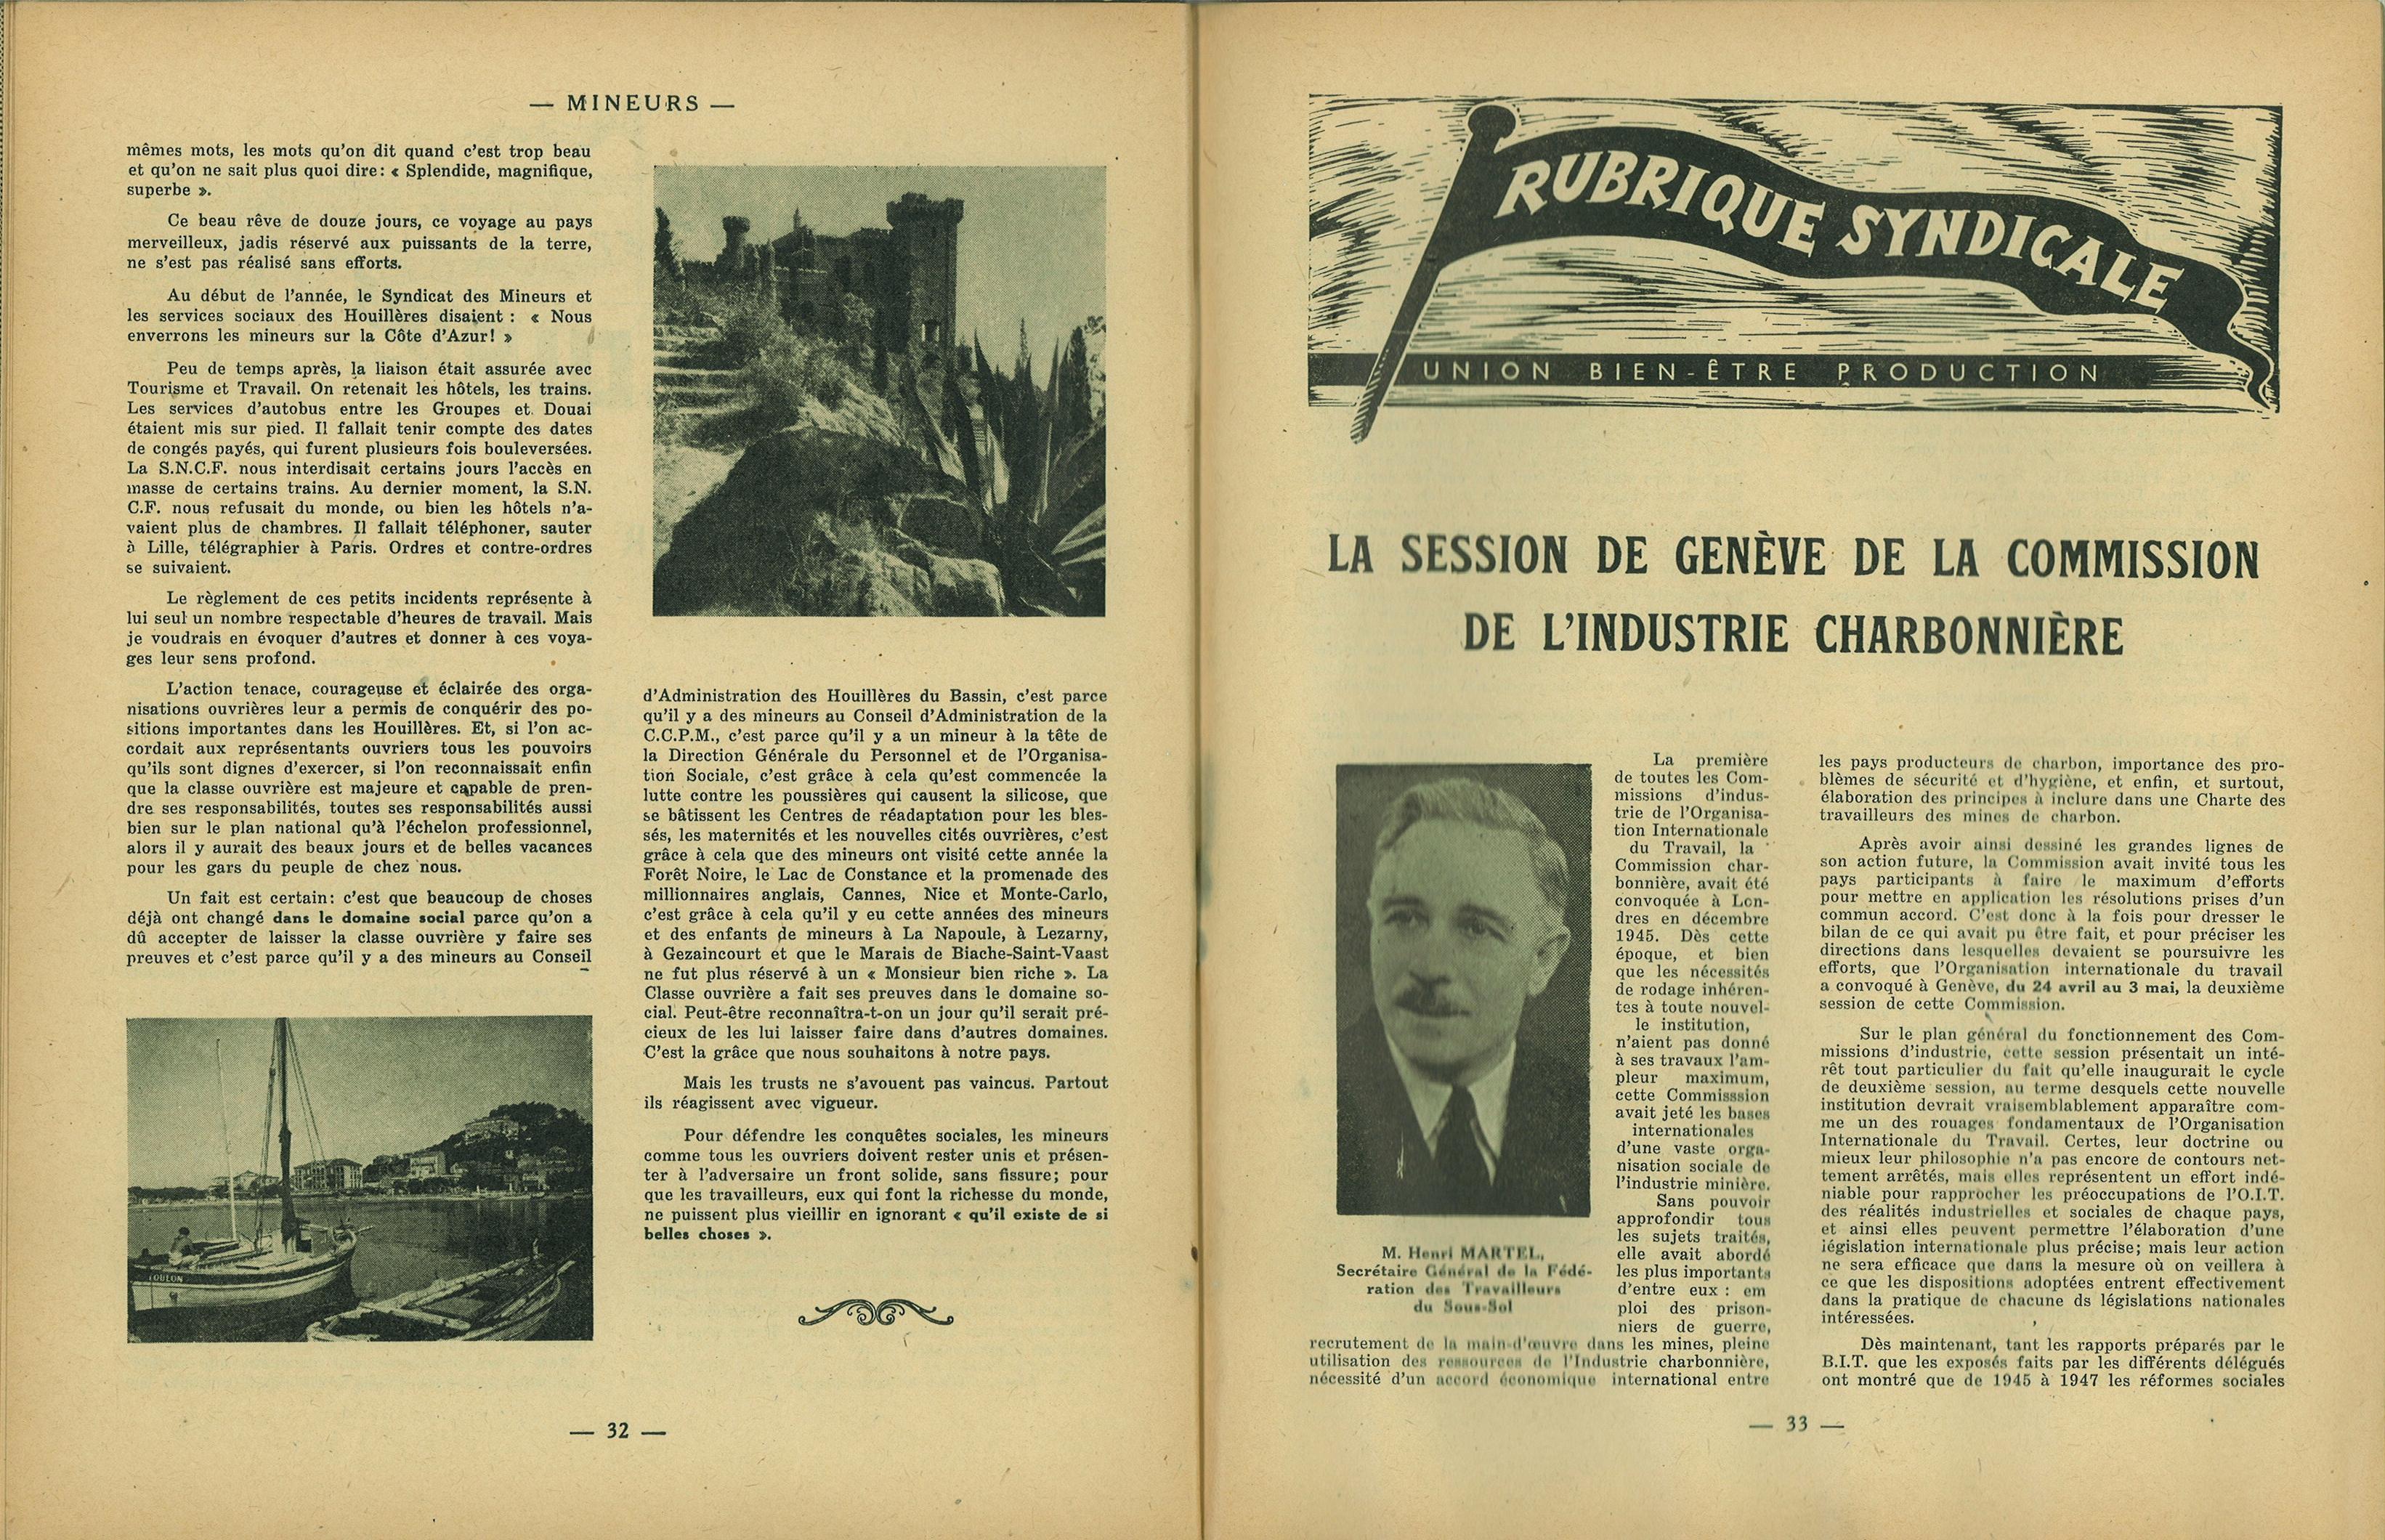 — MINEURS —
mêmes mots, les mots qu'on dit quand c'est trop beau
et qu'on ne sait plus quoi dire: « Splendide, magnifique,
superbe ».
Ce beau rêve de douze jours, ce voyage au pays
merveilleux, jadis réservé aux puissants de la terre,
ne s'est pas réalisé sans efforts.
Au début de l'année, le Syndicat des Mineurs et
les services sociaux des Houillères disaient : « Nous
enverrons les mineurs sur la Côte d'Azur! »
Peu de temps après, la liaison était assurée avec
Tourisme et Travail. On retenait les hôtels, les trains.
Les services d'autobus entre les Groupes et Douai
étaient mis sur pied. Il fallait tenir compte des dates
de congés payés, qui furent plusieurs fois bouleversées.
La S.N.C.F. nous interdisait certains jours l'accès en
masse de certains trains. Au dernier moment, la S.N.
C.F. nous refusait du monde, ou bien les hôtels n'a-
vaient plus de chambres. Il fallait téléphoner, sauter
à Lille, télégraphier à Paris. Ordres et contre-ordres
se suivaient.
Le règlement de ces petits incidents représente à
lui seul un nombre respectable d'heures de travail. Mais
je voudrais en évoquer d'autres et donner à ces voya-
ges leur sens profond.
L'action tenace, courageuse et éclairée des orga-
nisations ouvrières leur a permis de conquérir des po-
sitions importantes dans les Houillères. Et, si l'on ac-
cordait aux représentants ouvriers tous les pouvoirs
qu'ils sont dignes d'exercer, si l'on reconnaissait enfin
que la classe ouvrière est majeure et capable de pren-
dre ses responsabilités, toutes ses responsabilités aussi
bien sur le plan national qu'à l'échelon professionnel,
alors il y aurait des beaux jours et de belles vacances
pour les gars du peuple de chez nous.
Un fait est certain: c'est que beaucoup de choses
déjà ont changé dans le domaine social parce qu'on a
dû accepter de laisser la classe ouvrière y faire ses
preuves et c'est parce qu'il y a des mineurs au Conseil
TOULON
d'Administration des Houillères du Bassin, c'est parce
qu'il y a des mineurs au Conseil d'Administration de la
C.C.P.M., c'est parce qu'il y a un mineur à la tête de
la Direction Générale du Personnel et de l'Organisa-
tion Sociale, c'est grâce à cela qu'est commencée la
lutte contre les poussières qui causent la silicose, que
se bâtissent les Centres de réadaptation pour les bles-
sés, les maternités et les nouvelles cités ouvrières, c'est
grâce à cela que des mineurs ont visité cette année la
Forêt Noire, le Lac de Constance et la promenade des
millionnaires anglais, Cannes, Nice et Monte-Carlo,
c'est grâce à cela qu'il y eu cette années des mineurs
et des enfants de mineurs à La Napoule, à Lezarny,
à Gezaincourt et que le Marais de Biache-Saint-Vaast
ne fut plus réservé à un « Monsieur bien riche ». La
Classe ouvrière a fait ses preuves dans le domaine so-
cial. Peut-être reconnaîtra-t-on un jour qu'il serait pré-
cieux de les lui laisser faire dans d'autres domaines.
C'est la grâce que nous souhaitons à notre pays.
Mais les trusts ne s'avouent pas vaincus. Partout
ils réagissent avec vigueur.
Pour défendre les conquêtes sociales, les mineurs
comme tous les ouvriers doivent rester unis et présen-
ter à l'adversaire un front solide, sans fissure; pour
que les travailleurs, eux qui font la richesse du monde,
ne puissent plus vieillir en ignorant « qu'il existe de si
belles choses ».
— 32 —
RUBRIQUE SYNDICALE
UNION BIEN-ÊTRE PRODUCTION
LA SESSION DE GENÈVE DE LA COMMISSION
DE L'INDUSTRIE CHARBONNIÈRE
M. Henri MARTEL,
Secrétaire Général de la Fédé-
ration des Travailleurs
du Sous-Sol
La première
de toutes les Com-
missions d'indus-
trie de l'Organisa-
tion Internationale
du Travail, la
Commission char-
bonnière, avait été
convoquée à Lon-
dres en décembre
1945. Dès cette
époque, et bien
que les nécessités
de rodage inhéren-
tes à toute nouvel-
le institution,
n'aient pas donné
à ses travaux l'am-
pleur maximum,
cette Commisssion
avait jeté les bases
internationales
d'une vaste orga-
nisation sociale de
l'industrie minière.
Sans pouvoir
approfondir tous
les sujets traités,
elle avait abordé
les plus importants
d'entre eux : em
ploi des prison-
niers de guerre,
recrutement de la main-d'œuvre dans les mines, pleine
utilisation des ressources de l'Industrie charbonnière,
nécessité d'un accord économique international entre
les pays producteurs de charbon, importance des pro-
blèmes de sécurité et d'hygiène, et enfin, et surtout,
élaboration des principes à inclure dans une Charte des
travailleurs des mines de charbon.
Après avoir ainsi dessiné les grandes lignes de
son action future, la Commission avait invité tous les
pays participants à faire le maximum d'efforts
pour mettre en application les résolutions prises d'un
commun accord. C'est donc à la fois pour dresser le
bilan de ce qui avait pu être fait, et pour préciser les
directions dans lesquelles devaient se poursuivre les
efforts, que l'Organisation internationale du travail
a convoqué à Genève, du 24 avril au 3 mai, la deuxième
session de cette Commission.
Sur le plan général du fonctionnement des Com-
missions d'industrie, cette session présentait un inté-
rêt tout particulier du fait qu'elle inaugurait le cycle
de deuxième session, au terme desquels cette nouvelle
institution devrait vraisemblablement apparaître com-
me un des rouages fondamentaux de l'Organisation
Internationale du Travail. Certes, leur doctrine ou
mieux leur philosophie n'a pas encore de contours net-
tement arrêtés, mais elles représentent un effort indé-
niable pour rapprocher les préoccupations de l'O.I.T.
des réalités industrielles et sociales de chaque pays,
et ainsi elles peuvent permettre l'élaboration d'une
législation internationale plus précise; mais leur action
ne sera efficace que dans la mesure où on veillera à
ce que les dispositions adoptées entrent effectivement
dans la pratique de chacune ds législations nationales
intéressées.
Dès maintenant, tant les rapports préparés par le
B.I.T. que les exposés faits par les différents délégués
ont montré que de 1945 à 1947 les réformes sociales
— 33 —